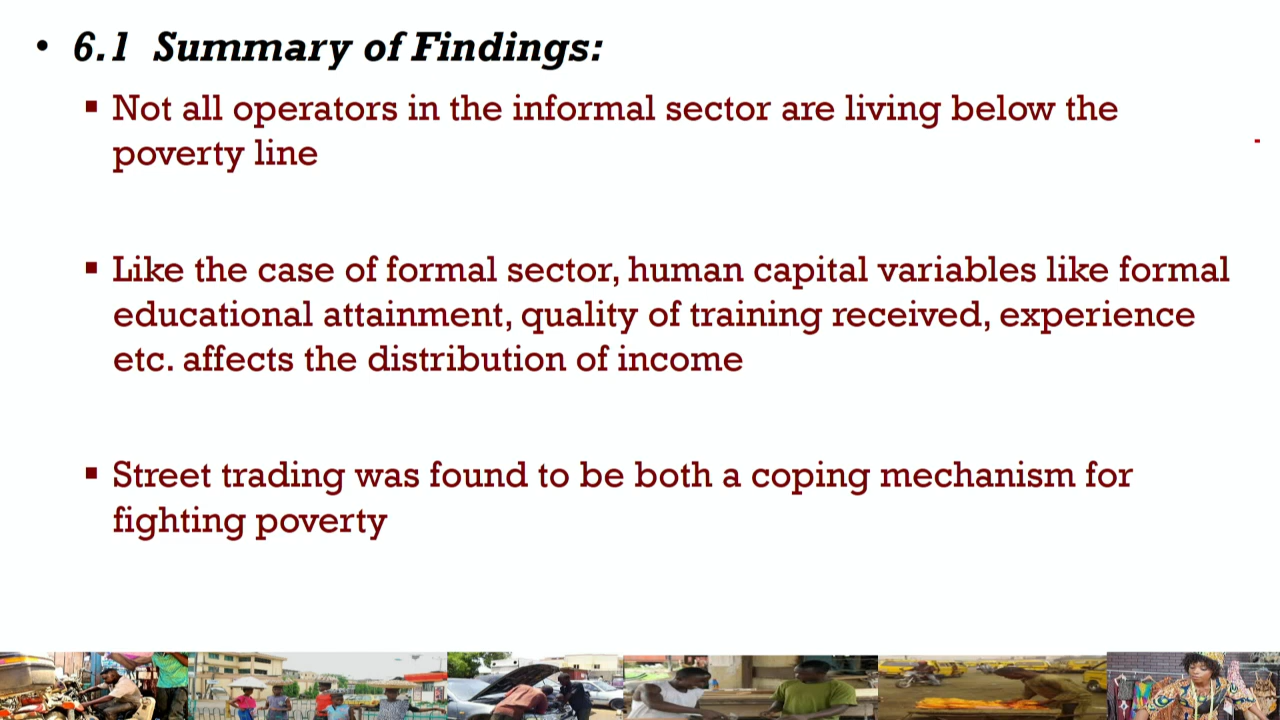 • 6.1 Summary of Findings:
▪ Not all operators in the informal sector are living below the
poverty line
▪ Like the case of formal sector, human capital variables like formal
educational attainment, quality of training received, experience
etc. affects the distribution of income
▪ Street trading was found to be both a coping mechanism for
fighting poverty